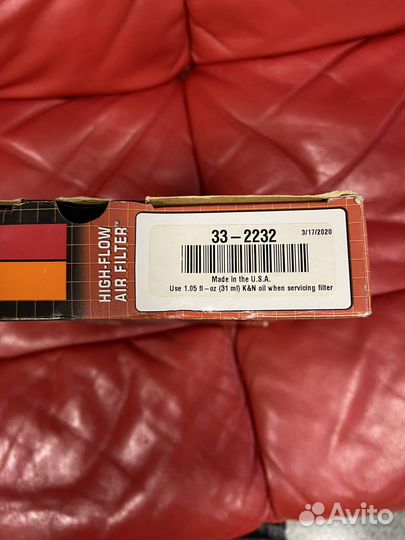 HIGH-FLOW
AIR FILTER™
33-2232
3/17/2020
Made in the U.S.A.
Use 1.05 fl-oz (31 ml) K&N oil when servicing filter
Avito